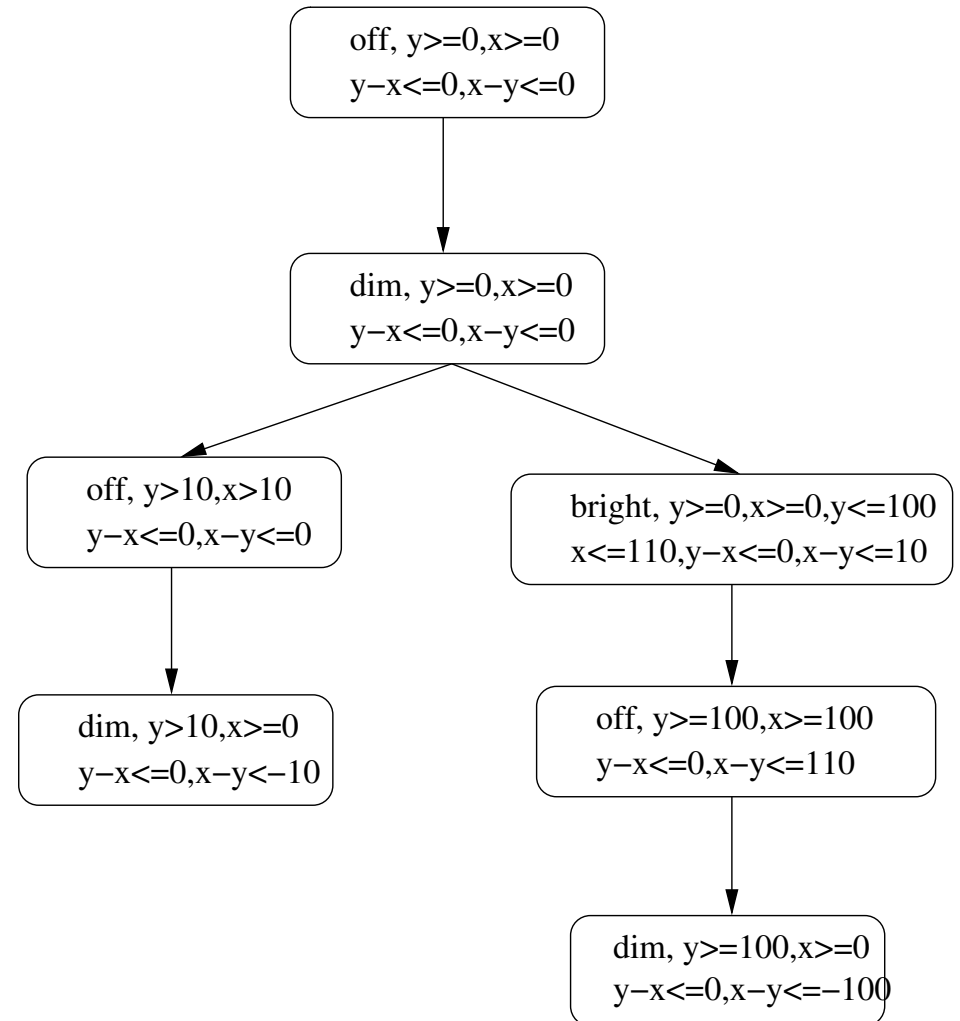 off, y>=0,x>=0
y−x<=0,x−y<=0
dim, y>=0,x>=0
y−x<=0,x−y<=0
off, y>10,x>10
y−x<=0,x−y<=0
bright, y>=0,x>=0,y<=100
x<=110,y−x<=0,x−y<=10
dim, y>10,x>=0
y−x<=0,x−y<−10
off, y>=100,x>=100
y−x<=0,x−y<=110
dim, y>=100,x>=0
y−x<=0,x−y<=−100